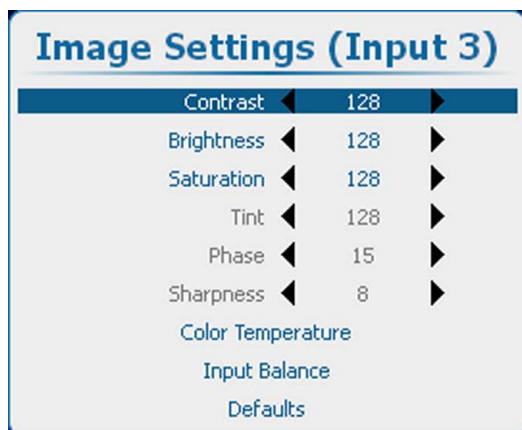 Image Settings (Input 3)
Contrast 128
Brightness 128
Saturation 128
Tint 128
Phase 15
Sharpness 8
Color Temperature
Input Balance
Defaults